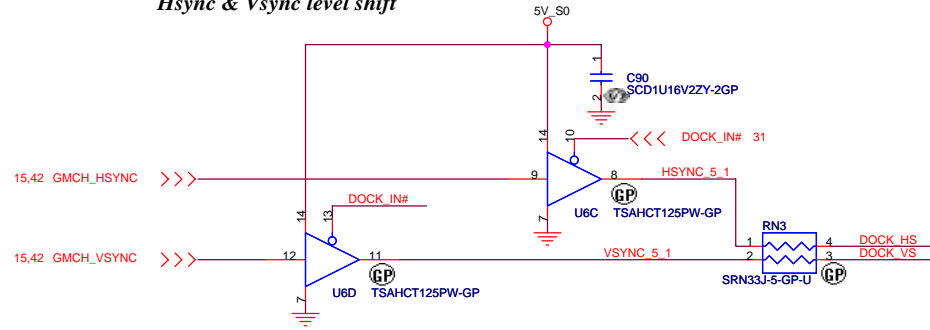 Hsync & Vsync level shift
5V_S0
1
C90
SCD1U16V2ZY-2GP
2
14
10
DOCK_IN# 31
15,42 GMCH_HSYNC
9
8
HSYNC_5_1
GP
U6C
TSAHCT125PW-GP
7
DOCK_IN#
14
13
RN3
1
4
DOCK_HS
15,42 GMCH_VSYNC
12
11
VSYNC_5_1
2
3
DOCK_VS
GP
GP
SRN33J-5-GP-U
U6D
TSAHCT125PW-GP
7